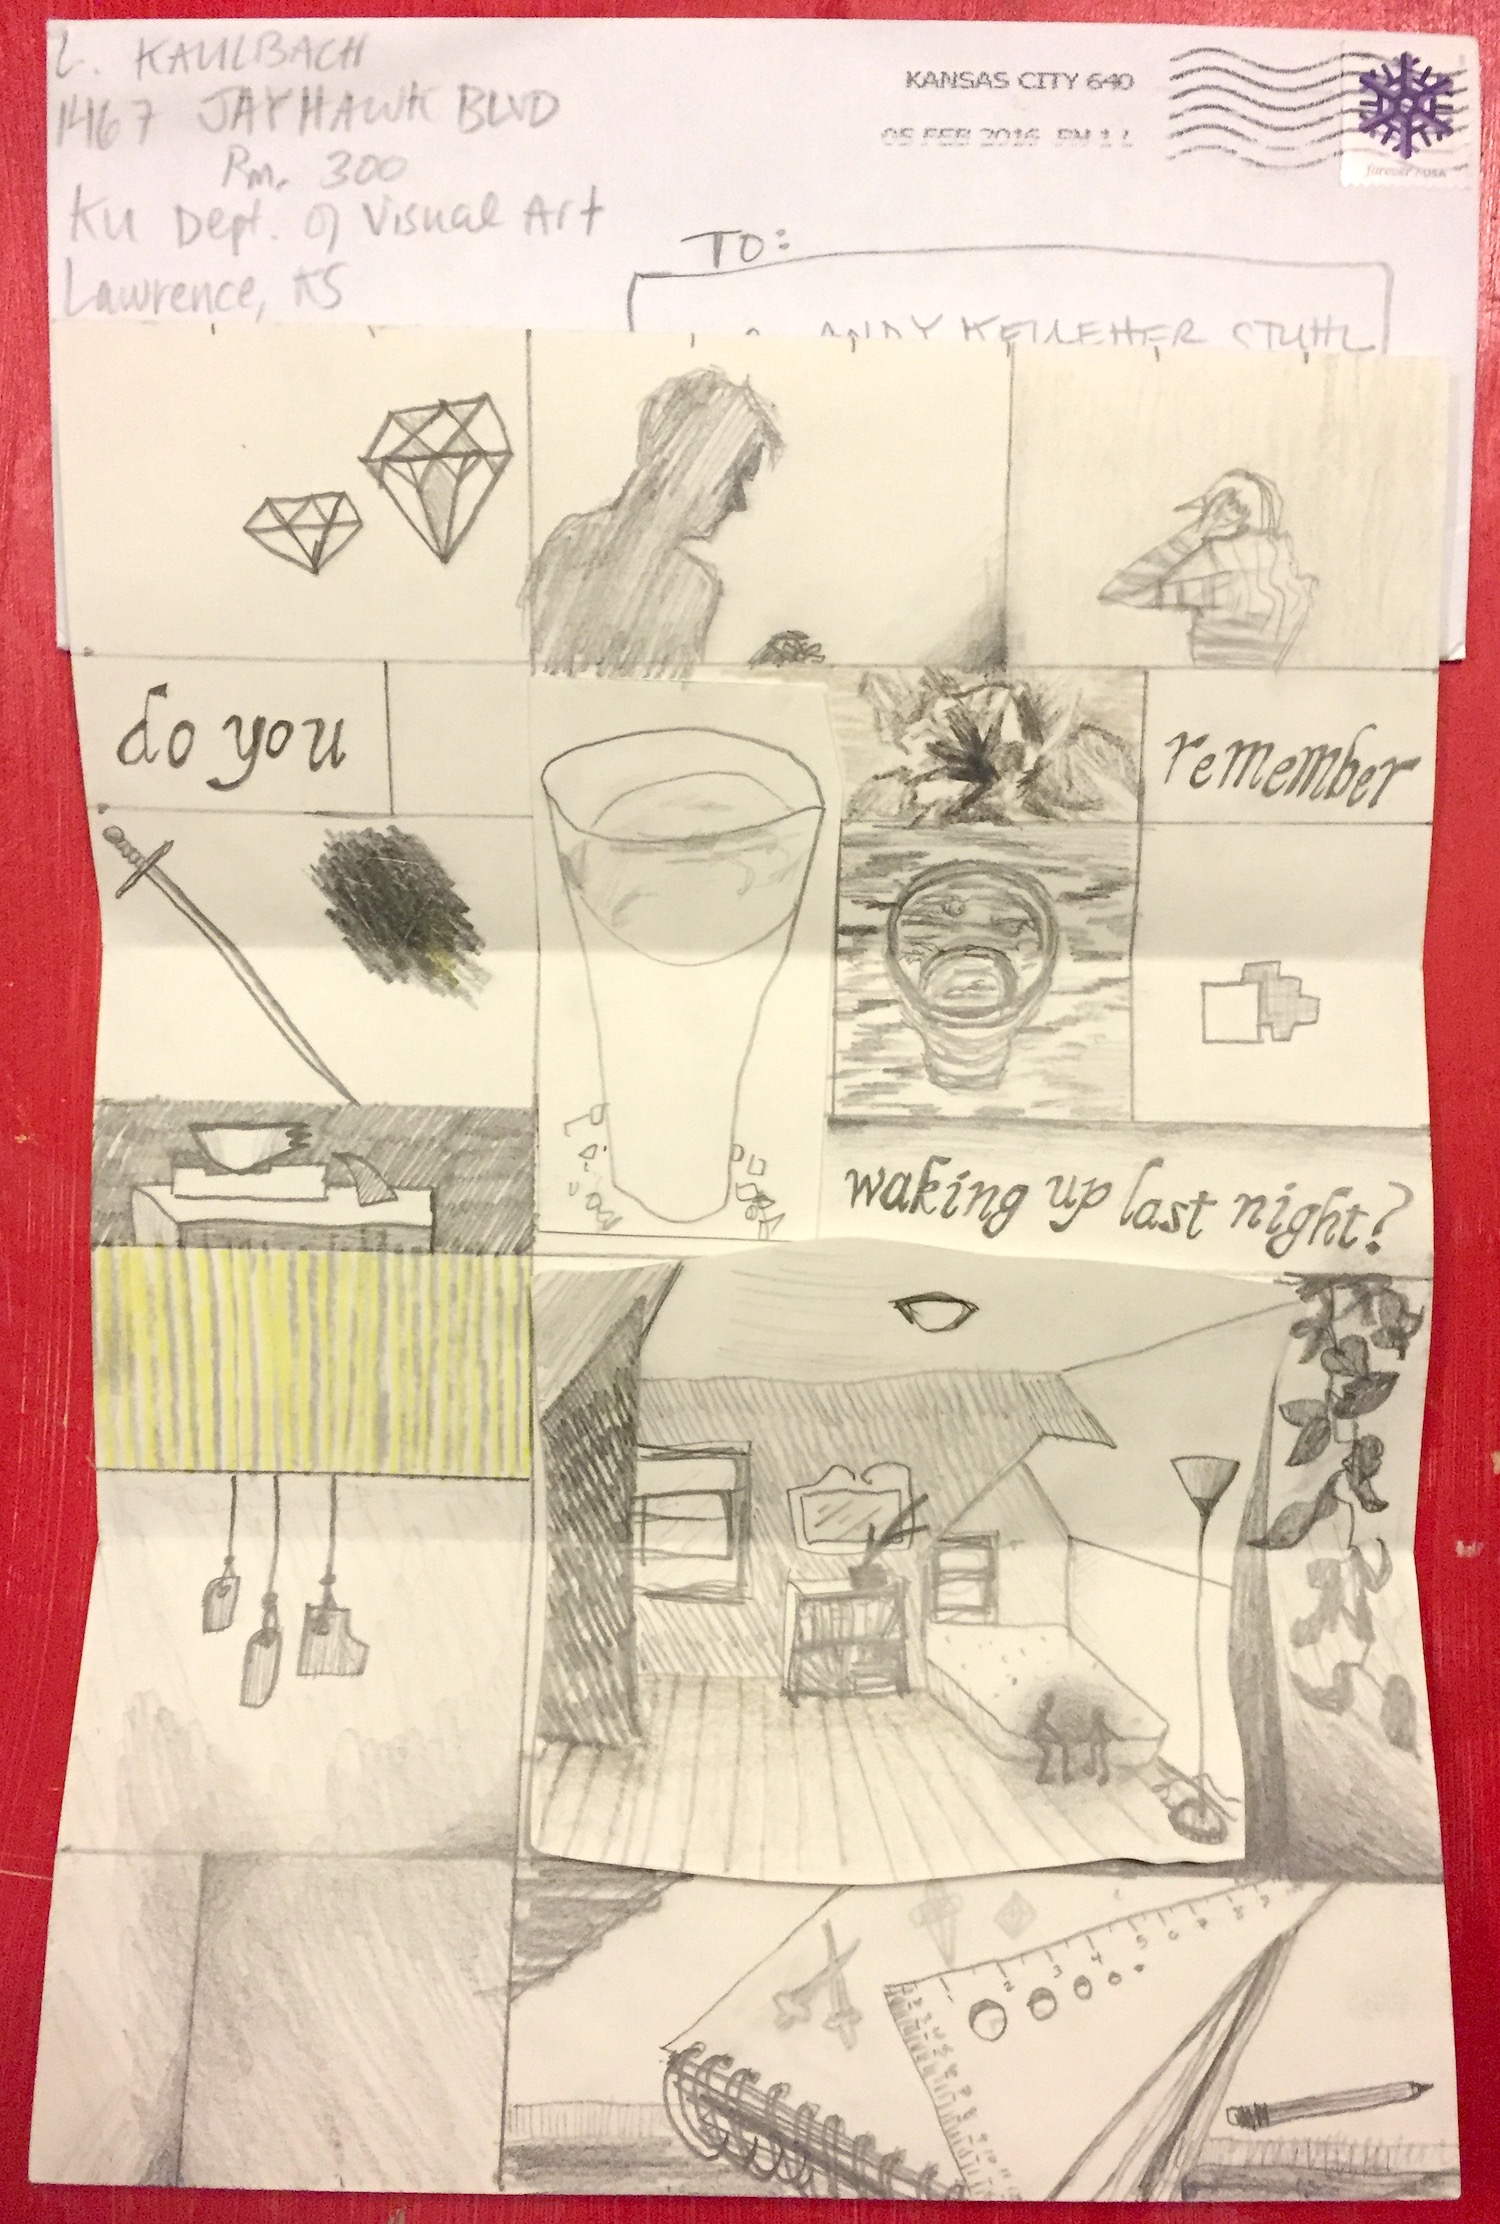 L. KAULBACH
1467 JAYHAWK BLVD
Rm. 300
KU Dept. of Visual Art
Lawrence, KS
KANSAS CITY 640
05 FEB 2016 PM 1 L
forever / USA
TO:
ANDY KELLEHER STUHL
do you
remember
waking up last night?
1 2 3 4 5 6 7 8